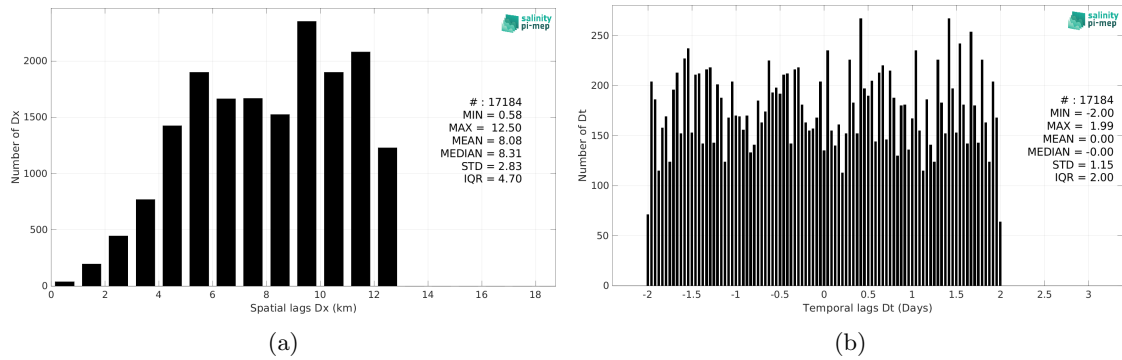 salinity
pi-mep
2000
1500
1000
500
0
Number of Dx
# : 17184
MIN = 0.58
MAX = 12.50
MEAN = 8.08
MEDIAN = 8.31
STD = 2.83
IQR = 4.70
0 2 4 6 8 10 12 14 16 18
Spatial lags Dx (km)
(a)
salinity
pi-mep
250
200
150
100
50
0
Number of Dt
# : 17184
MIN = -2.00
MAX = 1.99
MEAN = 0.00
MEDIAN = -0.00
STD = 1.15
IQR = 2.00
-2 -1.5 -1 -0.5 0 0.5 1 1.5 2 2.5 3
Temporal lags Dt (Days)
(b)